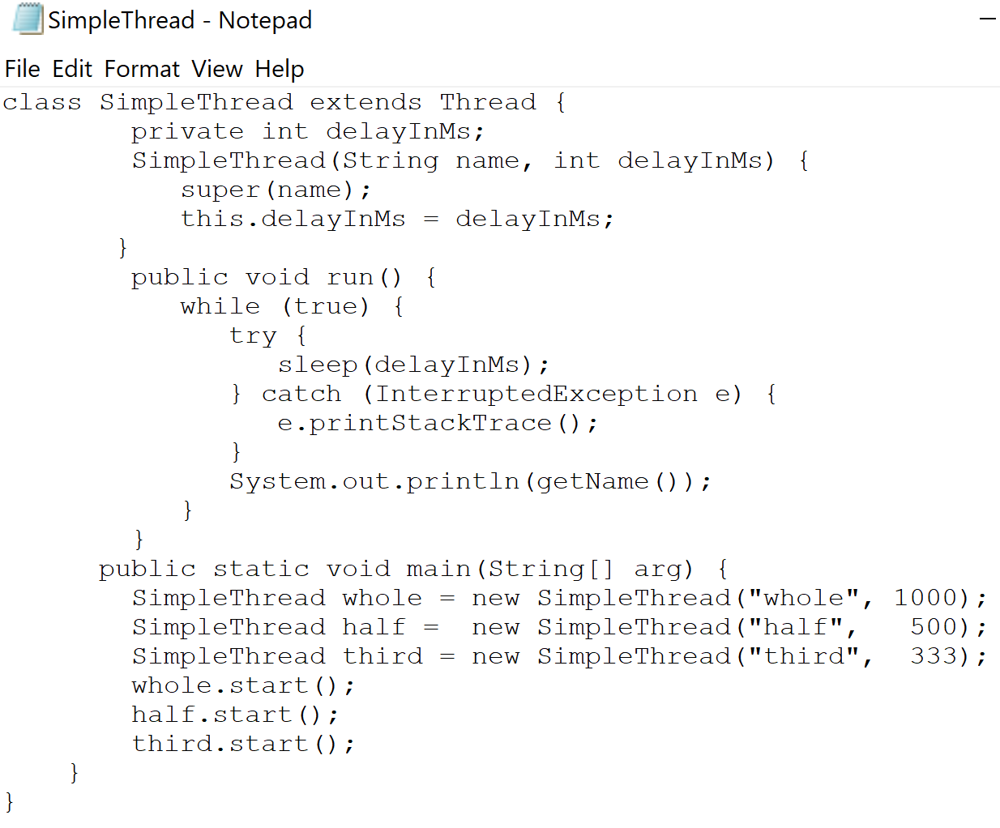 SimpleThread - Notepad
File Edit Format View Help
class SimpleThread extends Thread {
        private int delayInMs;
        SimpleThread(String name, int delayInMs) {
           super(name);
           this.delayInMs = delayInMs;
       }
        public void run() {
           while (true) {
              try {
                 sleep(delayInMs);
              } catch (InterruptedException e) {
                 e.printStackTrace();
              }
              System.out.println(getName());
           }
        }
      public static void main(String[] arg) {
        SimpleThread whole = new SimpleThread("whole", 1000);
        SimpleThread half =  new SimpleThread("half",   500);
        SimpleThread third = new SimpleThread("third",  333);
        whole.start();
        half.start();
        third.start();
    }
}